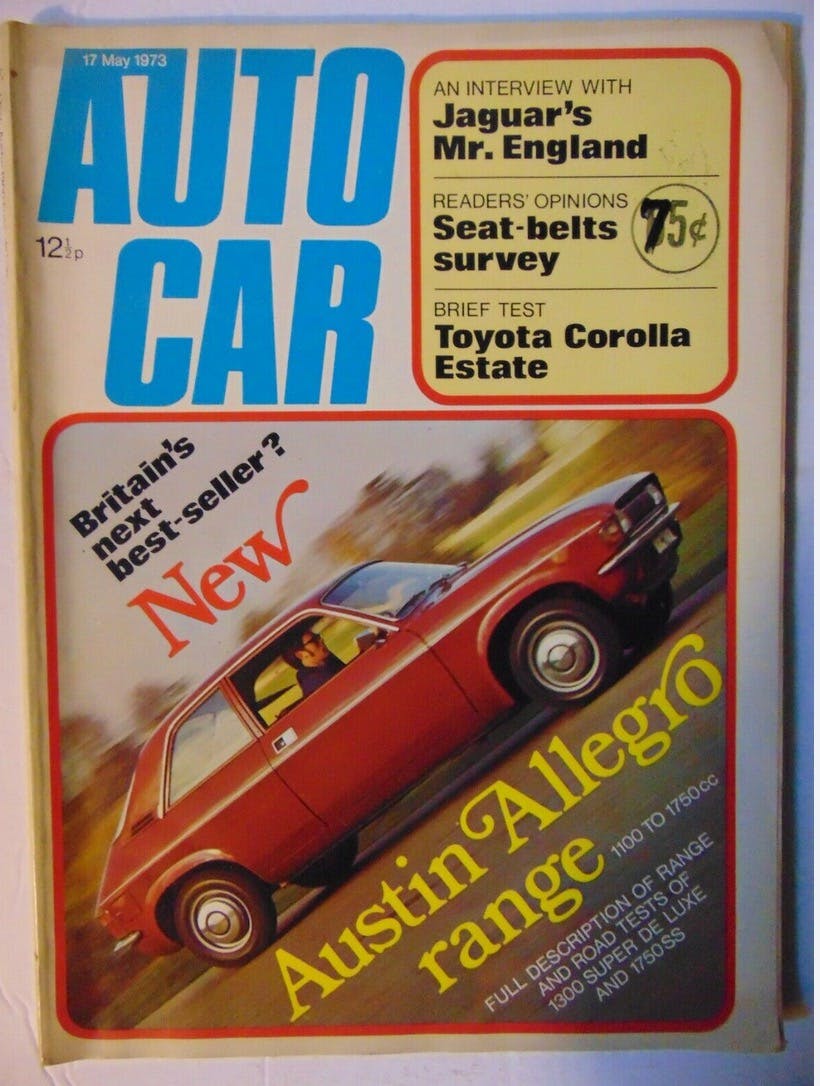 17 May 1973
AUTO
CAR
12½p
AN INTERVIEW WITH
Jaguar's
Mr. England
READERS' OPINIONS
Seat-belts
survey
75¢
BRIEF TEST
Toyota Corolla
Estate
Britain's
next
best-seller?
New
Austin Allegro
range
1100 TO 1750cc
FULL DESCRIPTION OF RANGE
AND ROAD TESTS OF
1300 SUPER DE LUXE
AND 1750SS